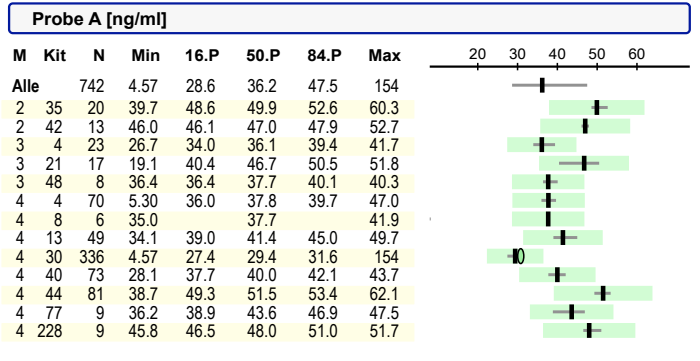 Probe A [ng/ml]
M Kit N Min 16.P 50.P 84.P Max 20 30 40 50 60
Alle 742 4.57 28.6 36.2 47.5 154
2 35 20 39.7 48.6 49.9 52.6 60.3
2 42 13 46.0 46.1 47.0 47.9 52.7
3 4 23 26.7 34.0 36.1 39.4 41.7
3 21 17 19.1 40.4 46.7 50.5 51.8
3 48 8 36.4 36.4 37.7 40.1 40.3
4 4 70 5.30 36.0 37.8 39.7 47.0
4 8 6 35.0 37.7 41.9
4 13 49 34.1 39.0 41.4 45.0 49.7
4 30 336 4.57 27.4 29.4 31.6 154
4 40 73 28.1 37.7 40.0 42.1 43.7
4 44 81 38.7 49.3 51.5 53.4 62.1
4 77 9 36.2 38.9 43.6 46.9 47.5
4 228 9 45.8 46.5 48.0 51.0 51.7